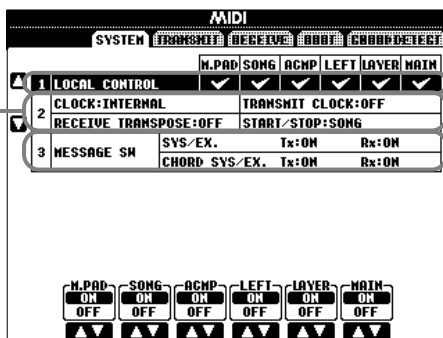 MIDI
SYSTEM TRANSMIT RECEIVE ROOT CHORD DETECT
M.PAD SONG ACMP LEFT LAYER MAIN
1 LOCAL CONTROL
2 CLOCK:INTERNAL TRANSMIT CLOCK:OFF
RECEIVE TRANSPOSE:OFF START/STOP:SONG
3 MESSAGE SW SYS/EX. Tx:ON Rx:ON
CHORD SYS/EX. Tx:ON Rx:ON
M.PAD SONG ACMP LEFT LAYER MAIN
ON ON ON ON ON ON
OFF OFF OFF OFF OFF OFF